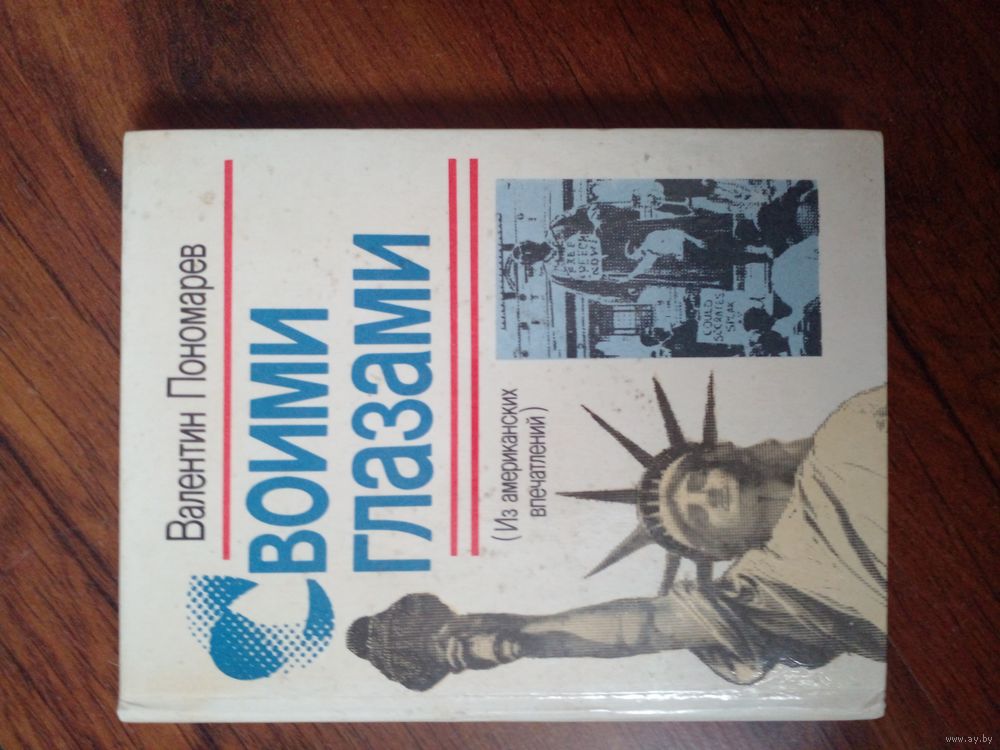 Валентин Пономарев
Своими
глазами
(Из американских
впечатлений)
FREE
SPEECH
NOW!
COULD
SOCRATES
SPEAK
www.ay.by